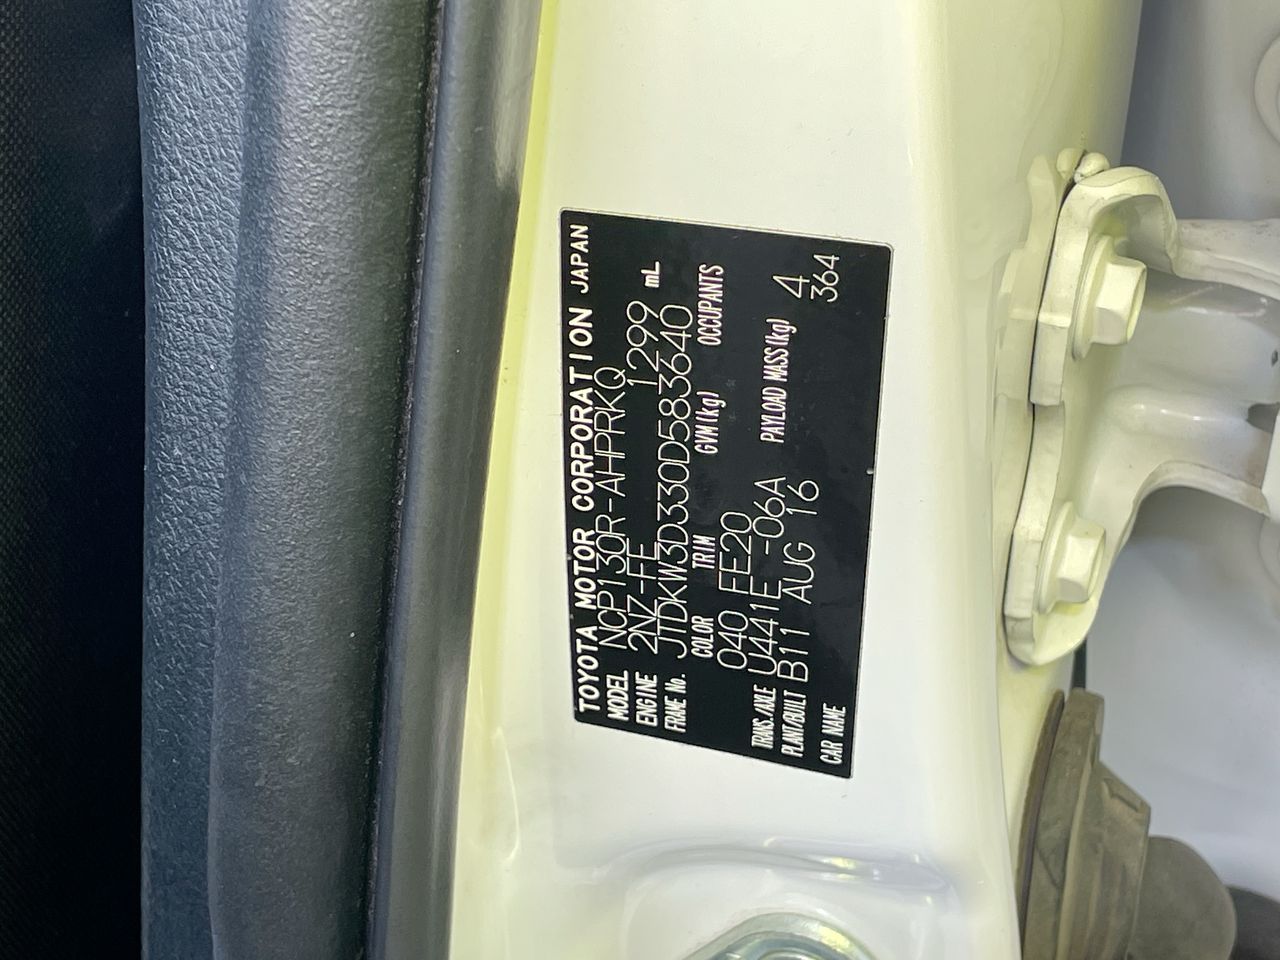 TOYOTA MOTOR CORPORATION JAPAN
MODEL NCP130R-AHPRKQ
ENGINE 2NZ-FE 1299 mL
FRAME No. JTDKW3D330D583640
COLOR TRIM GVM(kg) OCCUPANTS
040 FE20
TRANS./AXLE U441E -06A PAYLOAD MASS(kg) 4
PLANT/BUILT B11 AUG 16 364
CAR NAME